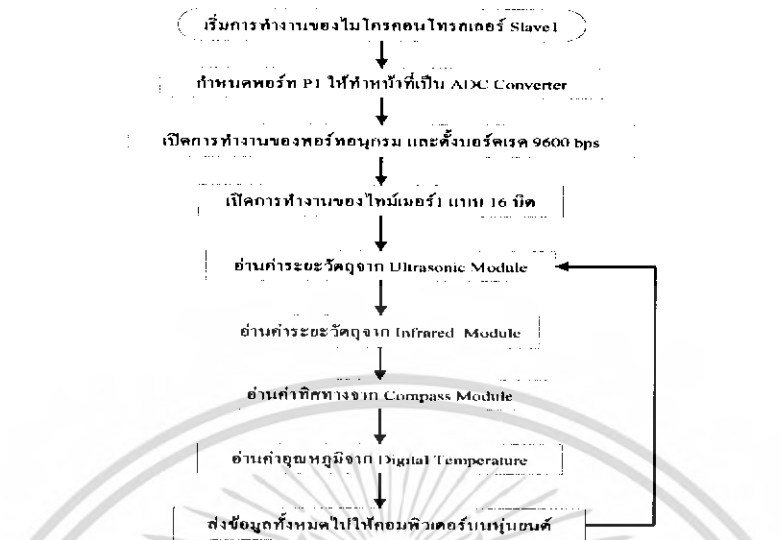 เริ่มการทำงานของไมโครคอนโทรลเลอร์ Slave1
กำหนดพอร์ท P1 ให้ทำหน้าที่เป็น ADC Converter
เปิดการทำงานของพอร์ทอนุกรม และตั้งบอร์ดเรด 9600 bps
เปิดการทำงานของไทม์เมอร์1 แบบ 16 บิต
อ่านค่าระยะวัตถุจาก Ultrasonic Module
อ่านค่าระยะวัตถุจาก Infrared Module
อ่านค่าทิศทางจาก Compass Module
อ่านค่าอุณหภูมิจาก Digital Temperature
ส่งข้อมูลทั้งหมดไปให้คอมพิวเตอร์บนหุ่นยนต์